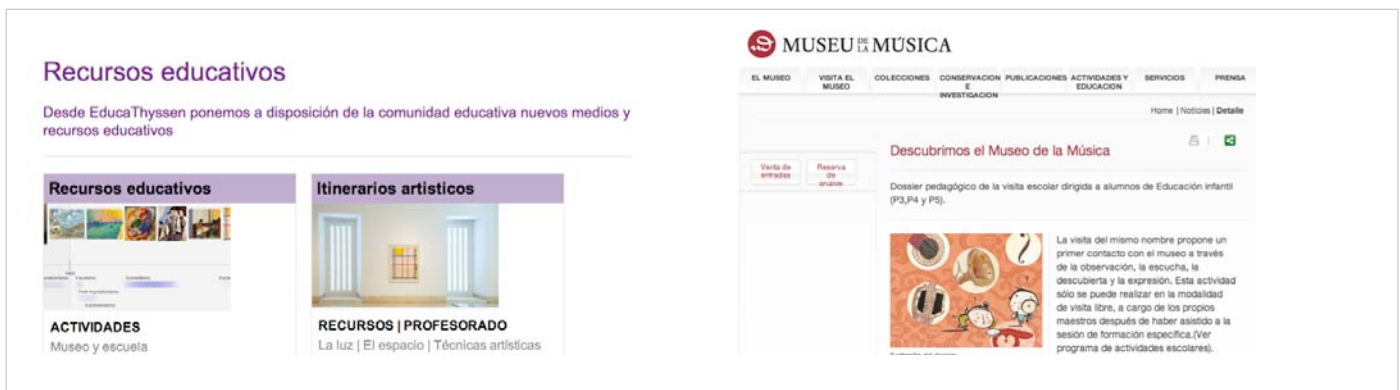 Recursos educativos
Desde EducaThyssen ponemos a disposición de la comunidad educativa nuevos medios y
recursos educativos
Recursos educativos
Itinerarios artisticos
ACTIVIDADES
Museo y escuela
RECURSOS | PROFESORADO
La luz | El espacio | Técnicas artísticas
MUSEU DE LA MÚSICA
EL MUSEO
VISITA EL
MUSEO
COLECCIONES
CONSERVACION
E
INVESTIGACION
PUBLICACIONES
ACTIVIDADES Y
EDUCACION
SERVICIOS
PRENSA
Home | Notícies | Detalle
Venta de
entradas
Reserva
de
grupos
Descubrimos el Museo de la Música
Dossier pedagógico de la visita escolar dirigida a alumnos de Educación infantil
(P3,P4 y P5).
La visita del mismo nombre propone un
primer contacto con el museo a través
de la observación, la escucha, la
descubierta y la expresión. Esta actividad
sólo se puede realizar en la modalidad
de visita libre, a cargo de los propios
maestros después de haber asistido a la
sesión de formación específica.(Ver
programa de actividades escolares).